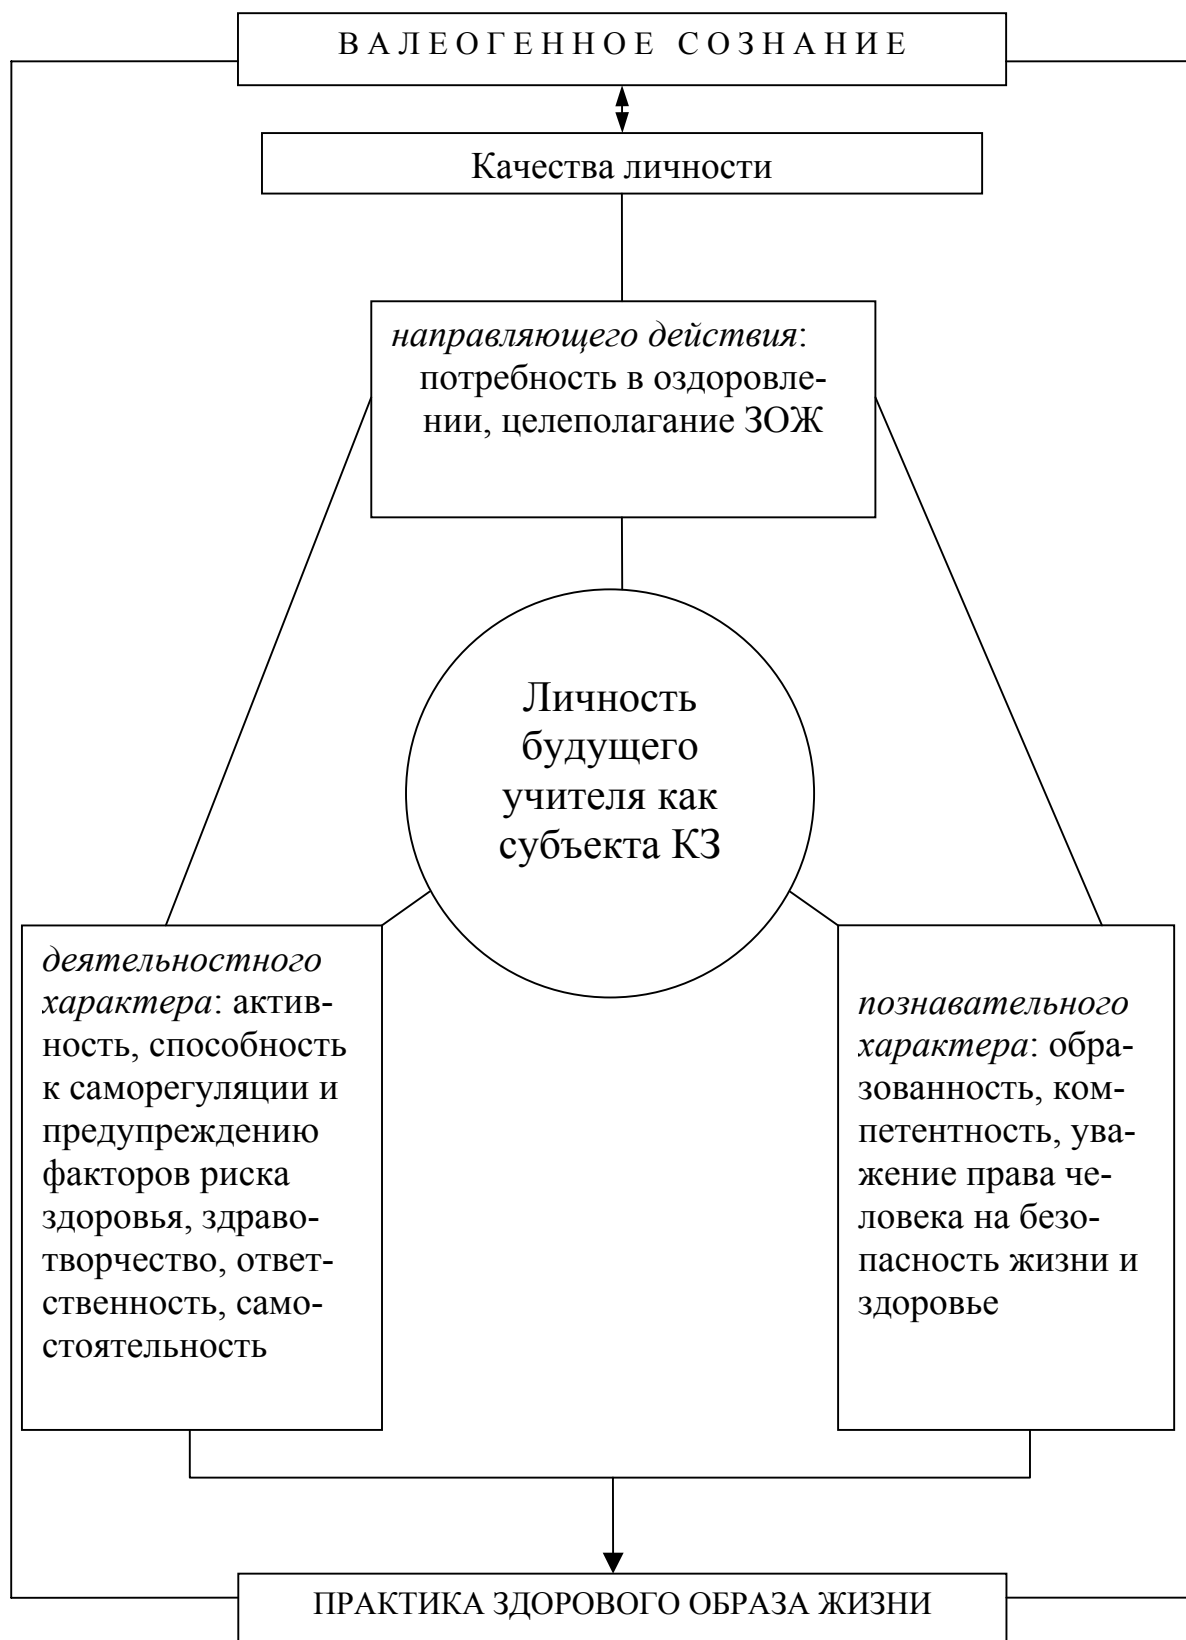 ВАЛЕОГЕННОЕ СОЗНАНИЕ
Качества личности
направляющего действия:
потребность в оздоровле-
нии, целеполагание ЗОЖ
Личность
будущего
учителя как
субъекта КЗ
деятельностного
характера: актив-
ность, способность
к саморегуляции и
предупреждению
факторов риска
здоровья, здраво-
творчество, ответ-
ственность, само-
стоятельность
познавательного
характера: обра-
зованность, ком-
петентность, ува-
жение права че-
ловека на безо-
пасность жизни и
здоровье
ПРАКТИКА ЗДОРОВОГО ОБРАЗА ЖИЗНИ